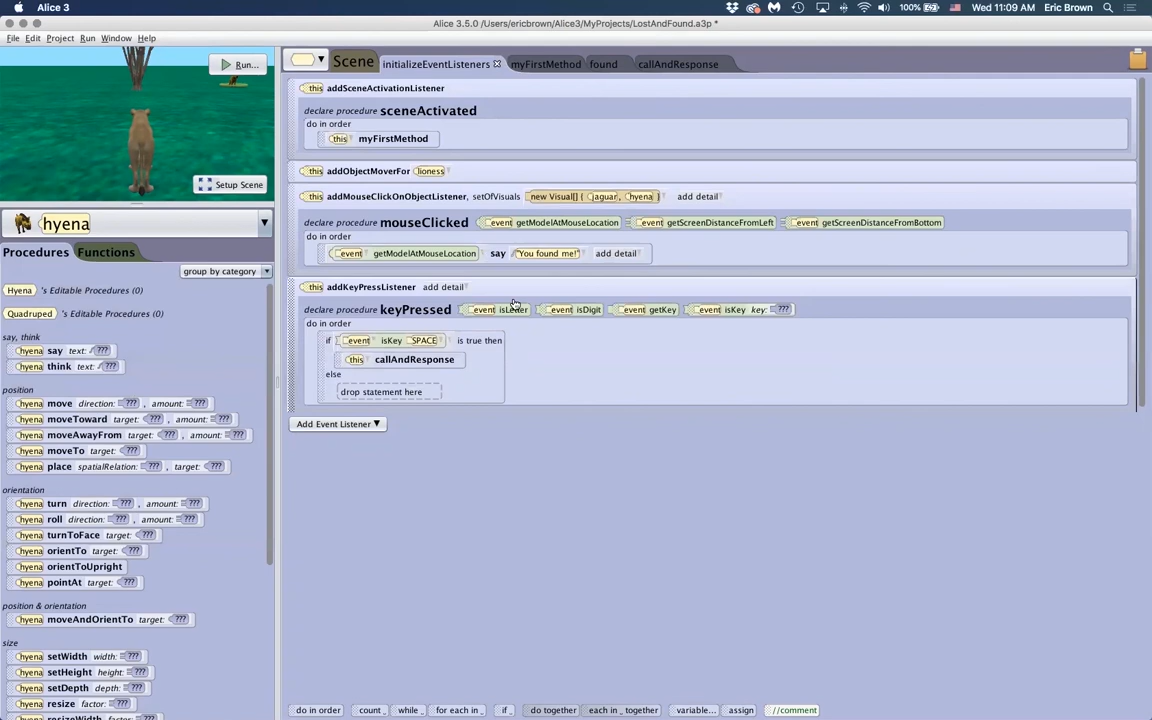 Alice 3
100% Wed 11:09 AM Eric Brown
Alice 3.5.0 /Users/ericbrown/Alice3/MyProjects/LostAndFound.a3p *
File Edit Project Run Window Help
Run...
Setup Scene
Scene initializeEventListeners × myFirstMethod found callAndResponse
this addSceneActivationListener
declare procedure sceneActivated
do in order
this myFirstMethod
this addObjectMoverFor lioness
this addMouseClickOnObjectListener, setOfVisuals new Visual[] { jaguar, hyena } add detail
declare procedure mouseClicked event getModelAtMouseLocation event getScreenDistanceFromLeft event getScreenDistanceFromBottom
do in order
event getModelAtMouseLocation say "You found me!" add detail
this addKeyPressListener add detail
declare procedure keyPressed event isLetter event isDigit event getKey event isKey key: ???
do in order
if event isKey SPACE is true then
this callAndResponse
else
drop statement here
Add Event Listener
hyena
Procedures Functions
group by category
Hyena 's Editable Procedures (0)
Quadruped 's Editable Procedures (0)
say, think
hyena say text: ???
hyena think text: ???
position
hyena move direction: ??? , amount: ???
hyena moveToward target: ??? , amount: ???
hyena moveAwayFrom target: ??? , amount: ???
hyena moveTo target: ???
hyena place spatialRelation: ??? , target: ???
orientation
hyena turn direction: ??? , amount: ???
hyena roll direction: ??? , amount: ???
hyena turnToFace target: ???
hyena orientTo target: ???
hyena orientToUpright
hyena pointAt target: ???
position & orientation
hyena moveAndOrientTo target: ???
size
hyena setWidth width: ???
hyena setHeight height: ???
hyena setDepth depth: ???
hyena resize factor: ???
hyena resizeWidth factor: ???
do in order count _ while _ for each in _ if _ do together each in _ together variable... assign //comment